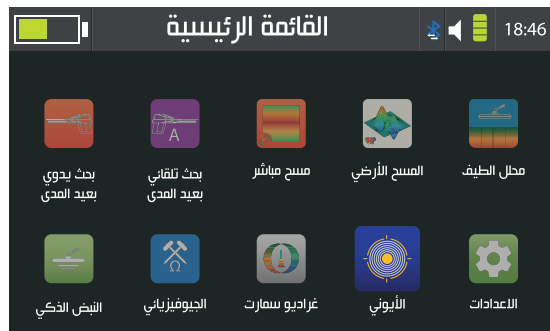 القائمة الرئيسية
18:46
محلل الطيف
المسح الأرضي
مسح مباشر
بحث تلقائي
بعيد المدى
بحث يدوي
بعيد المدى
A
الاعدادات
الأيوني
غراديو سمارت
الجيوفيزيائي
النبض الذكي
Ω